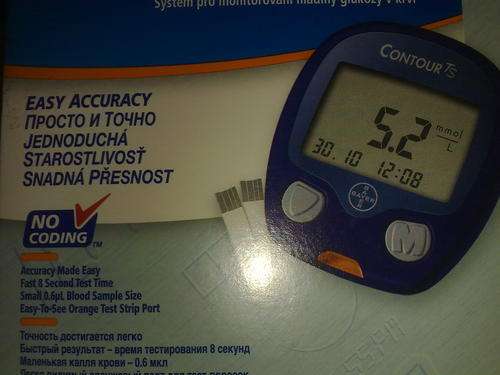 Systém pro monitorování hladiny glukózy v krvi
EASY ACCURACY
ПРОСТО И ТОЧНО
JEDNODUCHÁ
STAROSTLIVOSŤ
SNADNÁ PŘESNOST
NO
CODING™
Accuracy Made Easy
Fast 8 Second Test Time
Small 0.6μL Blood Sample Size
Easy-To-See Orange Test Strip Port
Точность достигается легко
Быстрый результат – время тестирования 8 секунд
Маленькая капля крови – 0.6 мкл
CONTOUR TS
5.2 mmol
L
30.10 12:08
BAYER
M